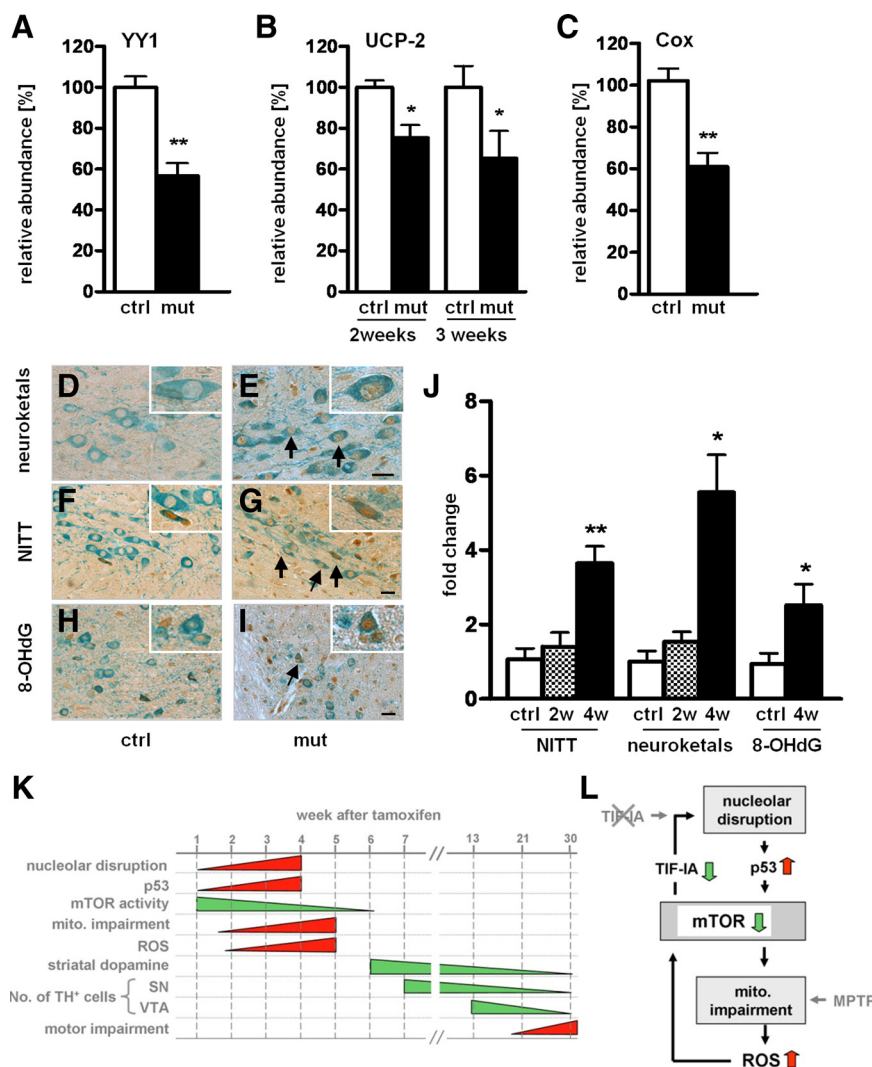 A
YY1
relative abundance [%]
120
100
80
60
40
20
0
**
ctrl mut
B
UCP-2
relative abundance [%]
120
100
80
60
40
20
0
*
*
ctrl mut ctrl mut
2weeks 3 weeks
C
Cox
relative abundance [%]
120
100
80
60
40
20
0
**
ctrl mut
neuroketals
D
E
NITT
F
G
8-OHdG
H
I
ctrl mut
J
fold change
8
6
4
2
0
**
*
*
ctrl 2w 4w ctrl 2w 4w ctrl 4w
NITT neuroketals 8-OHdG
K
week after tamoxifen
1 2 3 4 5 6 7 // 13 21 30
nucleolar disruption
p53
mTOR activity
mito. impairment
ROS
striatal dopamine
No. of TH⁺ cells
SN
VTA
motor impairment
//
L
TIF-IA
nucleolar
disruption
TIF-IA
p53
mTOR
mito.
impairment
MPTP
ROS